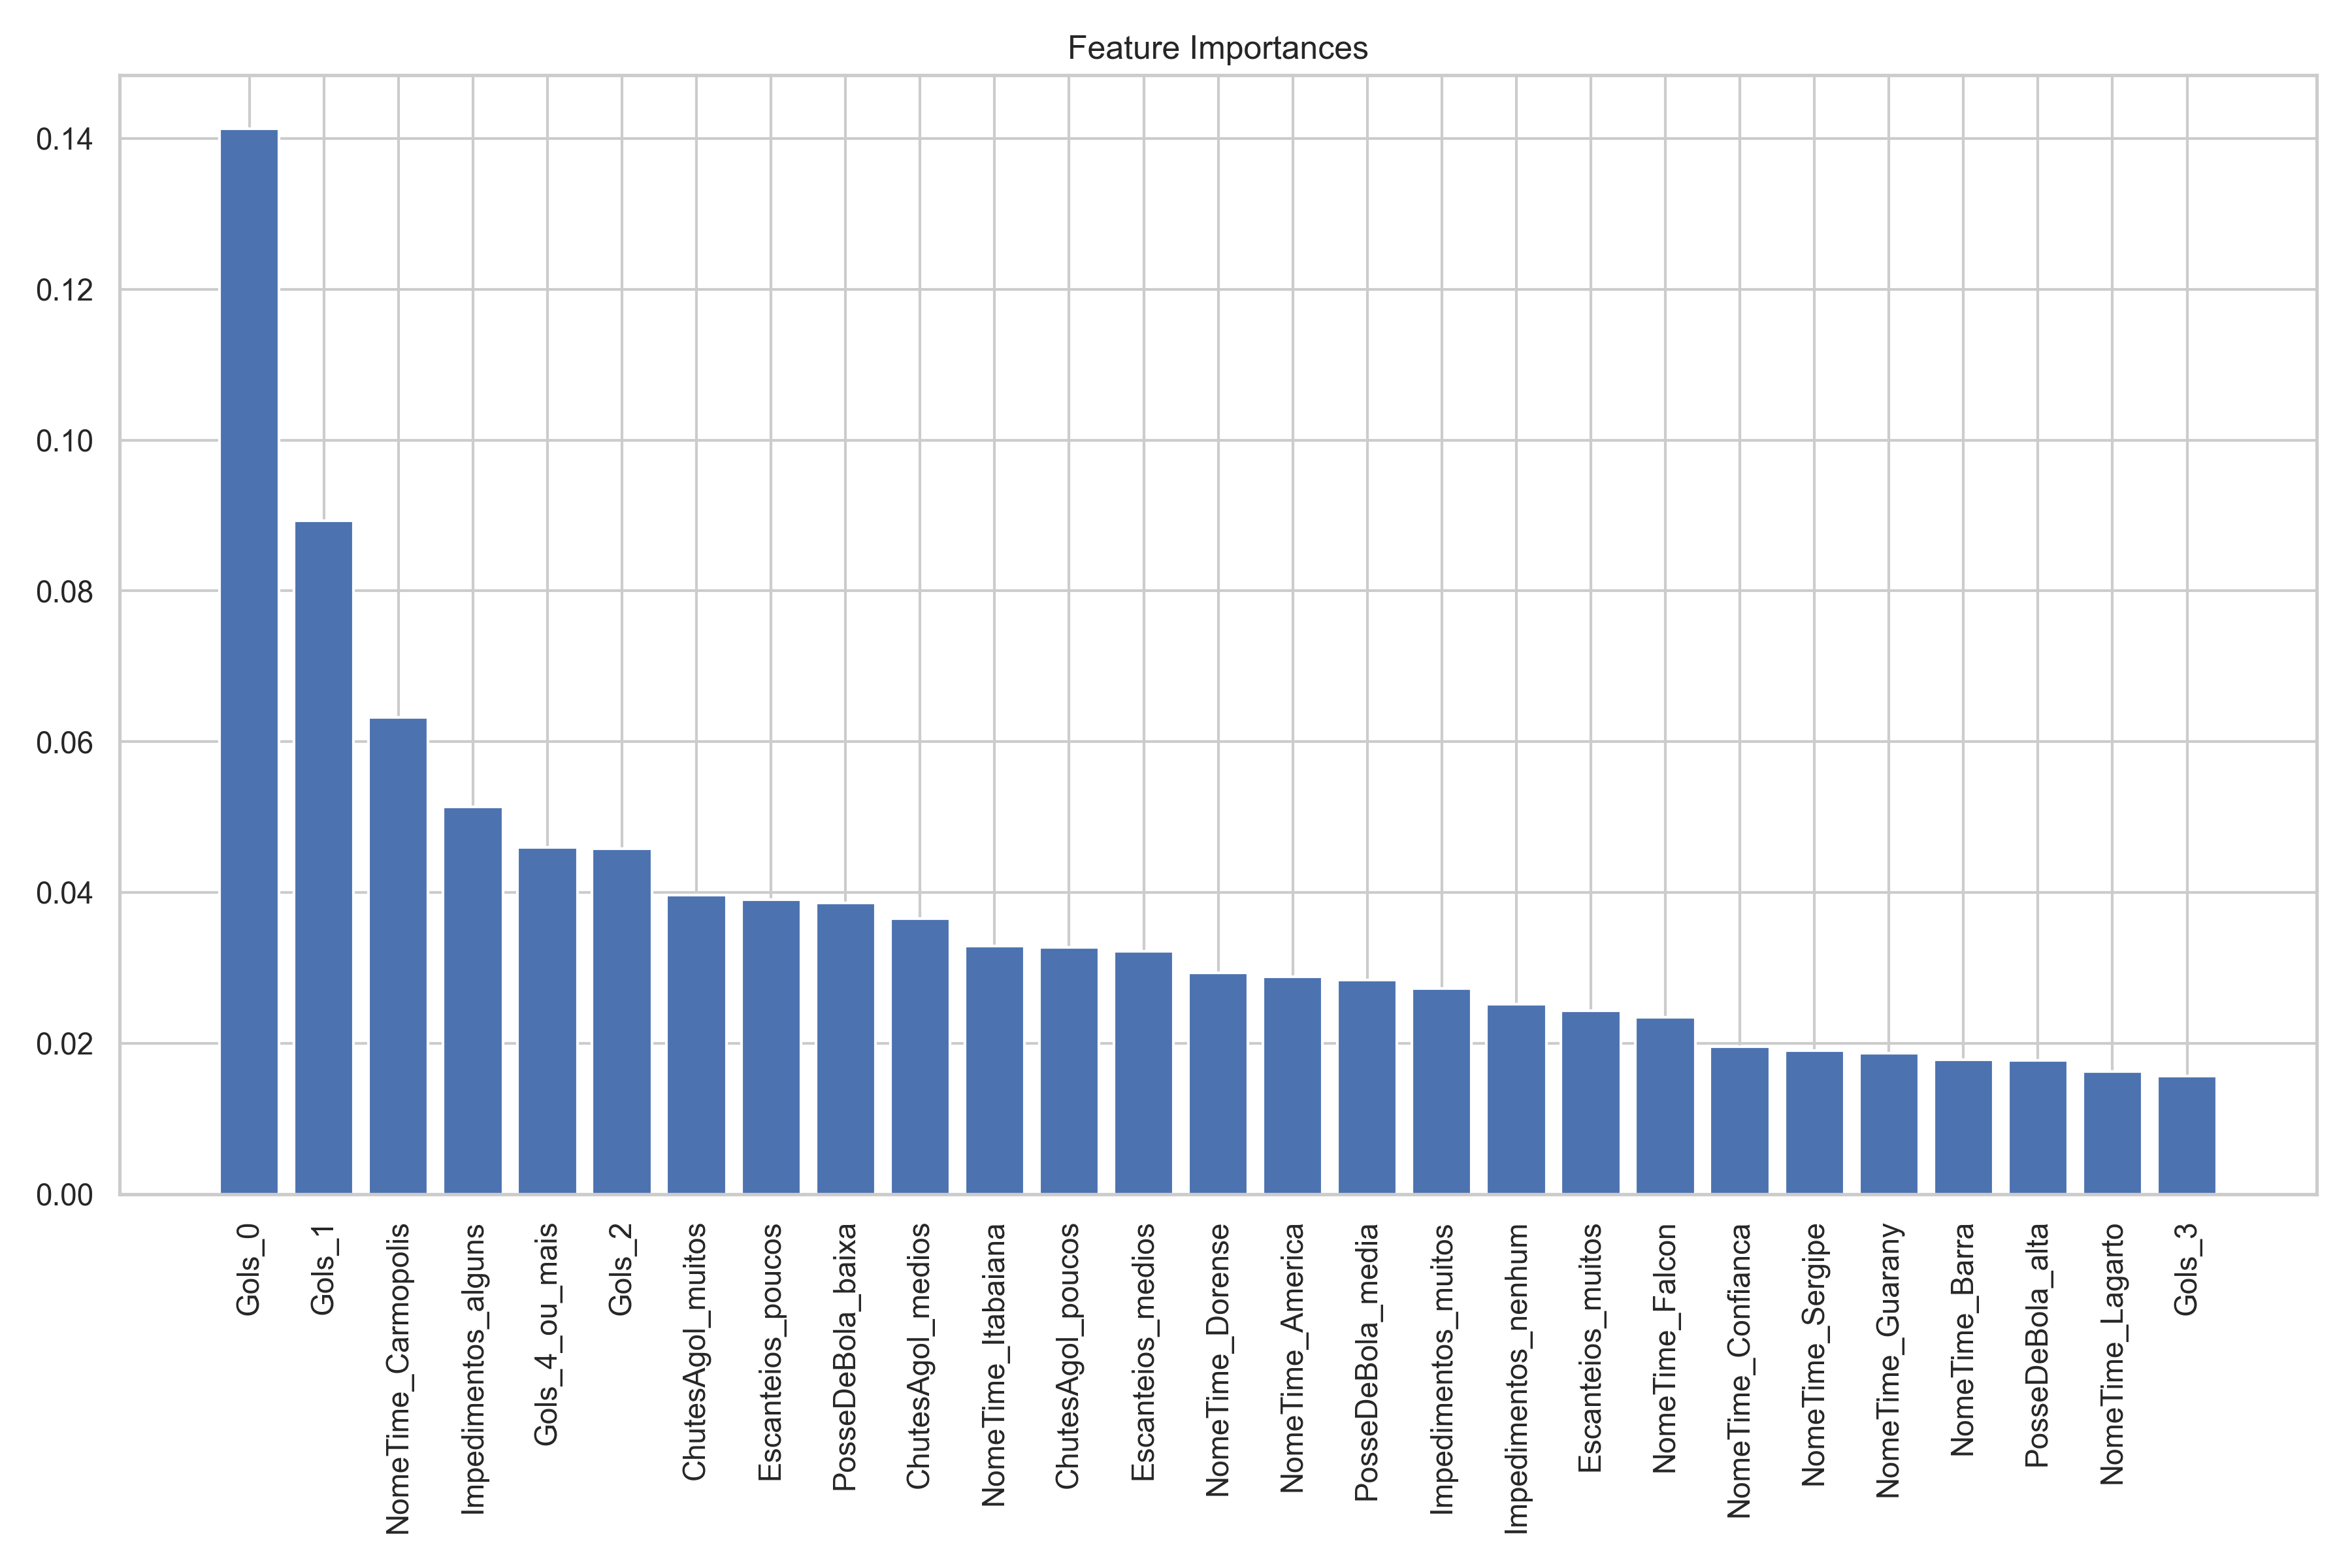 Feature Importances
0.14
0.12
0.10
0.08
0.06
0.04
0.02
0.00
Gols_0
Gols_1
NomeTime_Carmopolis
Impedimentos_alguns
Gols_4_ou_mais
Gols_2
ChutesAgol_muitos
Escanteios_poucos
PosseDeBola_baixa
ChutesAgol_medios
NomeTime_Itabaiana
ChutesAgol_poucos
Escanteios_medios
NomeTime_Dorense
NomeTime_America
PosseDeBola_media
Impedimentos_muitos
Impedimentos_nenhum
Escanteios_muitos
NomeTime_Falcon
NomeTime_Confianca
NomeTime_Sergipe
NomeTime_Guarany
NomeTime_Barra
PosseDeBola_alta
NomeTime_Lagarto
Gols_3